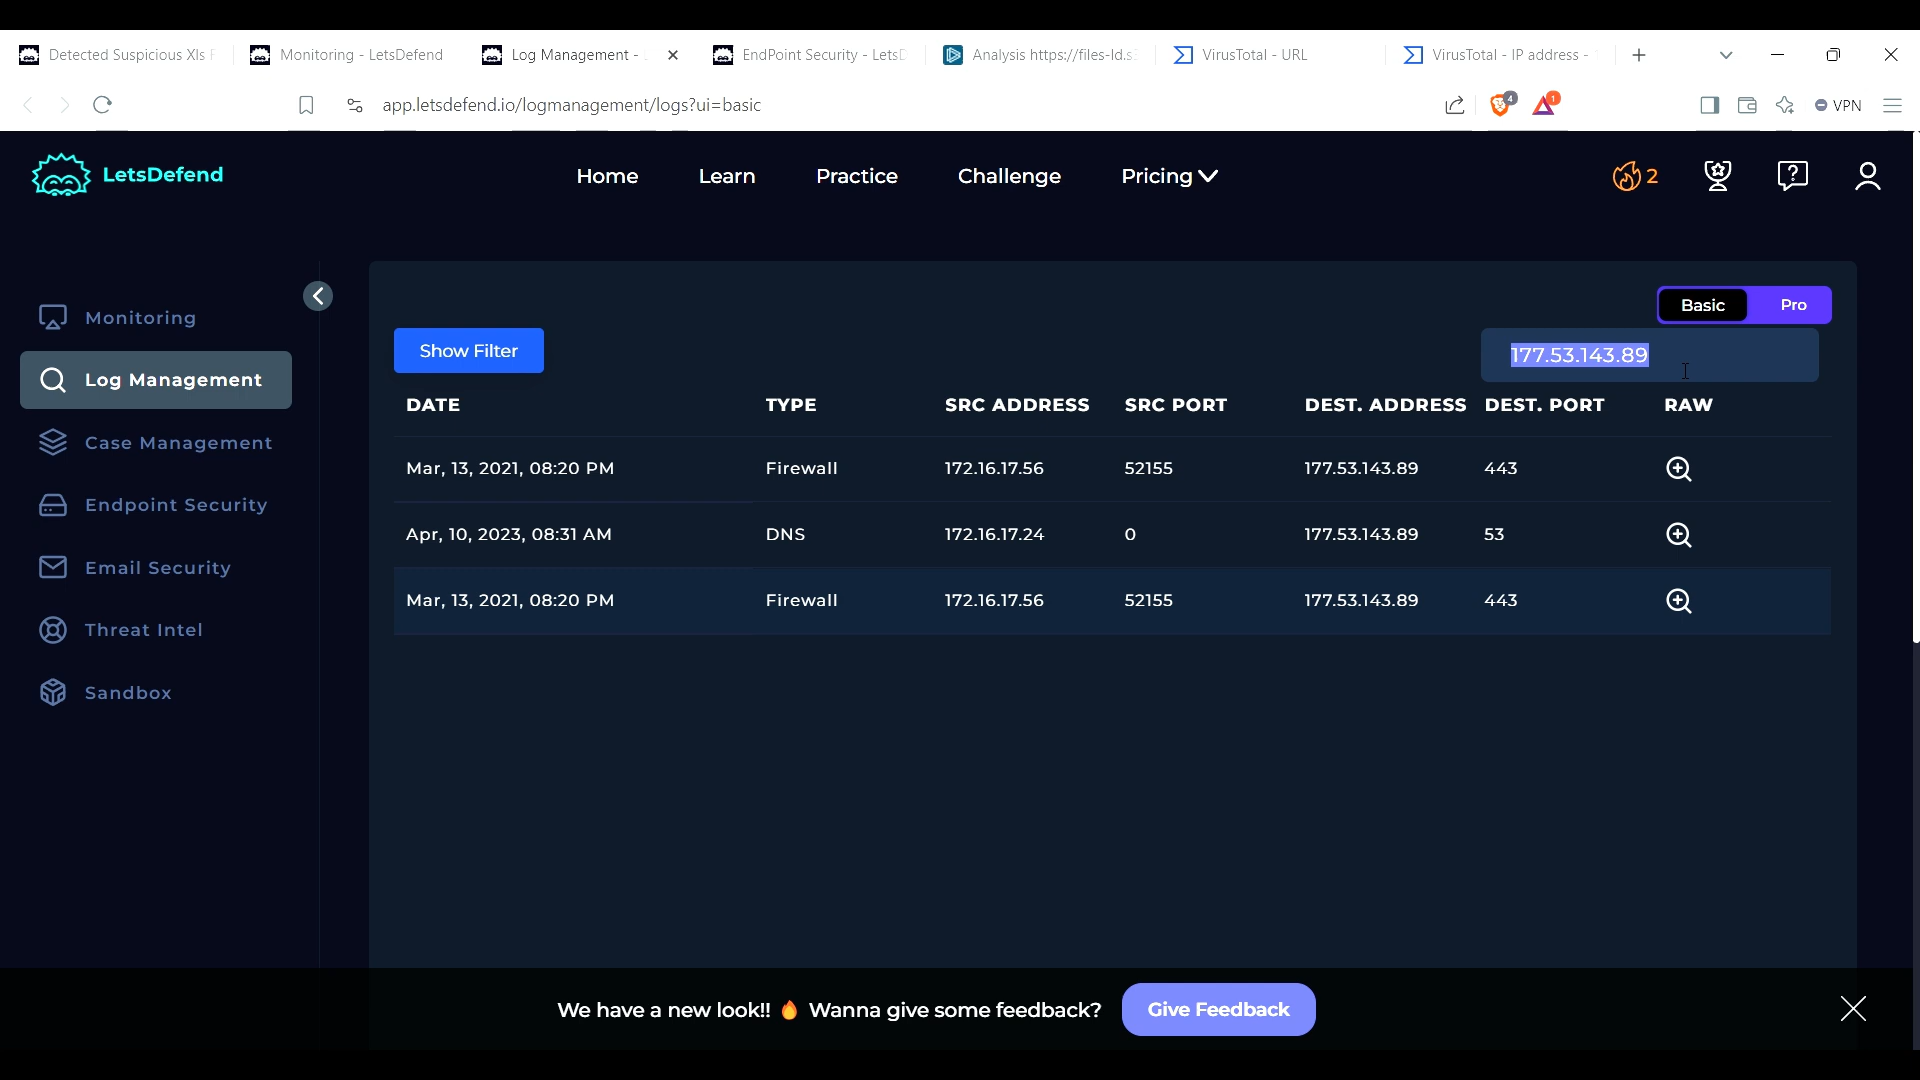 Detected Suspicious Xls
Monitoring - LetsDefend
Log Management -
EndPoint Security - LetsD
Analysis https://files-ld.s3
VirusTotal - URL
VirusTotal - IP address -
app.letsdefend.io/logmanagement/logs?ui=basic
4
1
VPN
LetsDefend
Home
Learn
Practice
Challenge
Pricing
2
Monitoring
Log Management
Case Management
Endpoint Security
Email Security
Threat Intel
Sandbox
Basic
Pro
Show Filter
177.53.143.89
DATE TYPE SRC ADDRESS SRC PORT DEST. ADDRESS DEST. PORT RAW
Mar, 13, 2021, 08:20 PM Firewall 172.16.17.56 52155 177.53.143.89 443
Apr, 10, 2023, 08:31 AM DNS 172.16.17.24 0 177.53.143.89 53
Mar, 13, 2021, 08:20 PM Firewall 172.16.17.56 52155 177.53.143.89 443
We have a new look!! 🔥 Wanna give some feedback?
Give Feedback